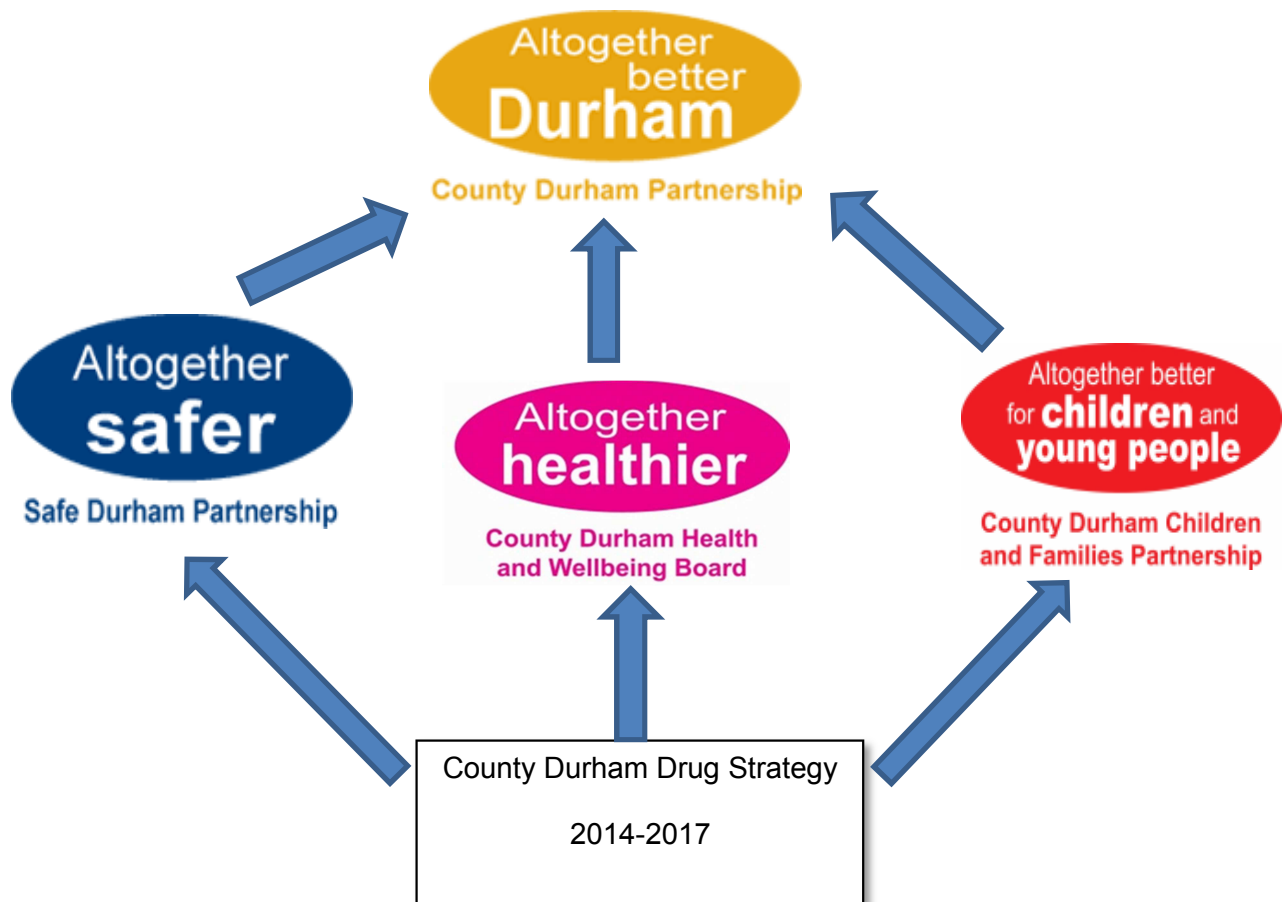 Altogether
better
Durham
County Durham Partnership
Altogether
safer
Safe Durham Partnership
Altogether
healthier
County Durham Health
and Wellbeing Board
Altogether better
for children and
young people
County Durham Children
and Families Partnership
County Durham Drug Strategy
2014-2017